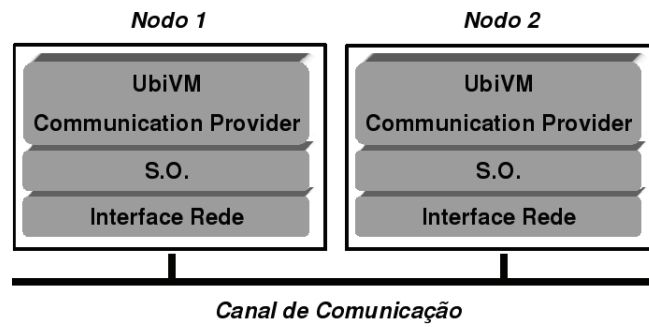 Nodo 1
UbiVM
Communication Provider
S.O.
Interface Rede
Nodo 2
UbiVM
Communication Provider
S.O.
Interface Rede
Canal de Comunicação